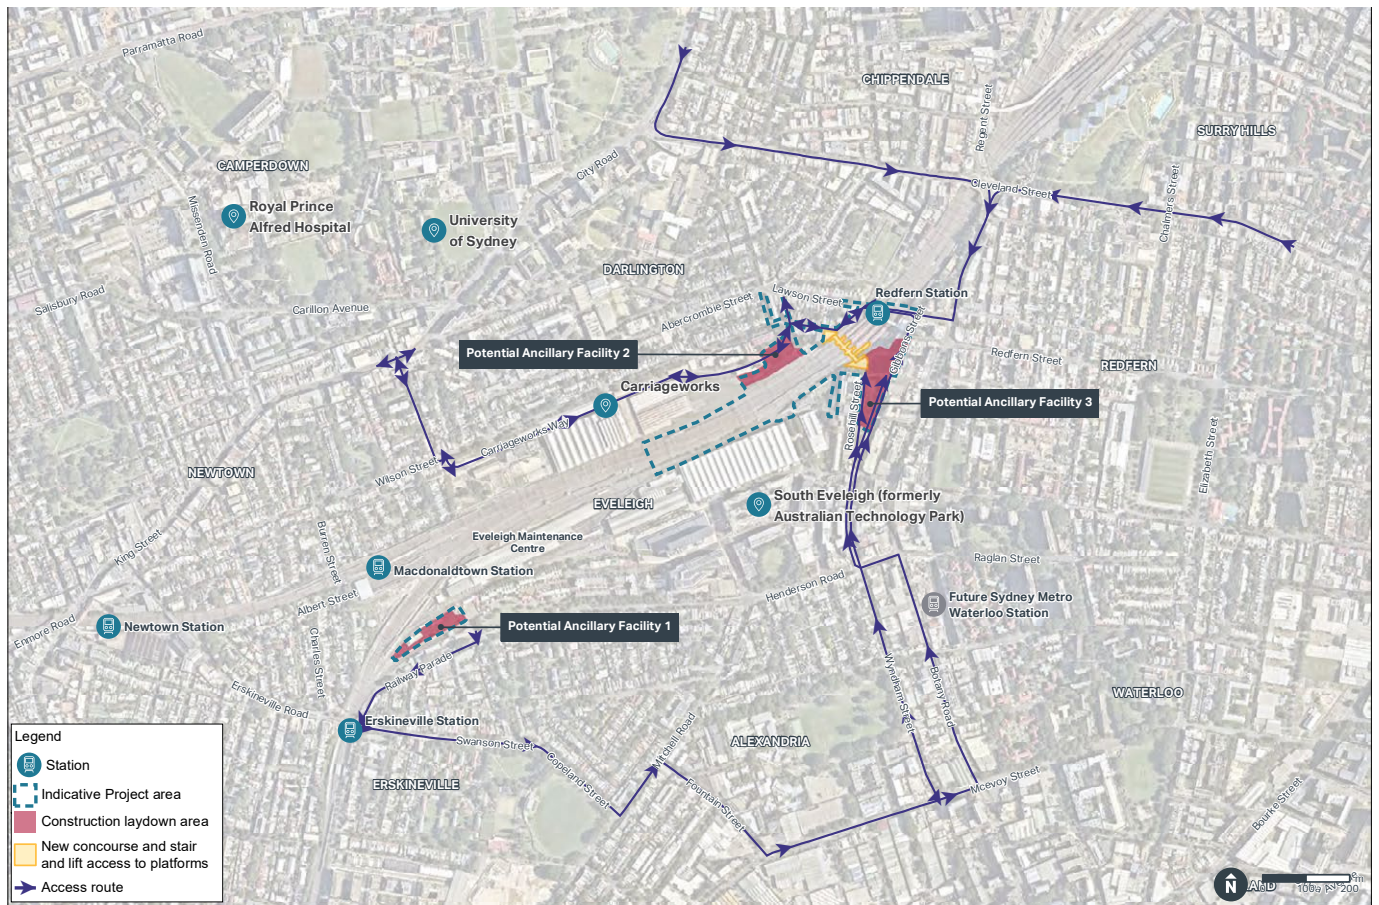 Parramatta Road
CHIPPENDALE
Regent Street
SURRY HILLS
CAMPERDOWN
City Road
Cleveland Street
Chalmers Street
Missenden Road
Royal Prince
Alfred Hospital
University
of Sydney
DARLINGTON
Salisbury Road
Carillon Avenue
Abercrombie Street
Lawson Street
Redfern Station
Gibbons Street
Potential Ancillary Facility 2
Redfern Street
REDFERN
Carriageworks
Potential Ancillary Facility 3
Rosehill Street
Carriageworks Way
Elizabeth Street
Wilson Street
NEWTOWN
EVELEIGH
South Eveleigh (formerly
Australian Technology Park)
King Street
Burren Street
Eveleigh Maintenance
Centre
Macdonaldtown Station
Raglan Street
Henderson Road
Albert Street
Future Sydney Metro
Waterloo Station
Enmore Road
Newtown Station
Potential Ancillary Facility 1
Charles Street
Railway Parade
Wyndham Street
Botany Road
WATERLOO
Erskineville Road
Erskineville Station
Swanson Street
Mitchell Road
ALEXANDRIA
Copeland Street
ERSKINEVILLE
Fountain Street
Mcevoy Street
Bourke Street
Legend
Station
Indicative Project area
Construction laydown area
New concourse and stair
and lift access to platforms
Access route
N
100
200
m